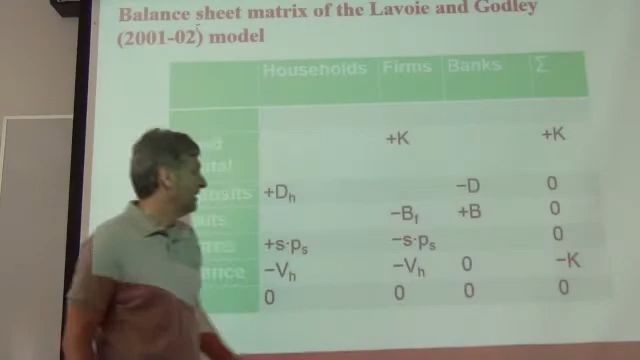 Balance sheet matrix of the Lavoie and Godley
(2001-02) model
Households Firms Banks Σ
+K +K
+Dh −D 0
−Bf +B 0
+s·ps −s·ps 0
−Vh −Vh 0 −K
0 0 0 0